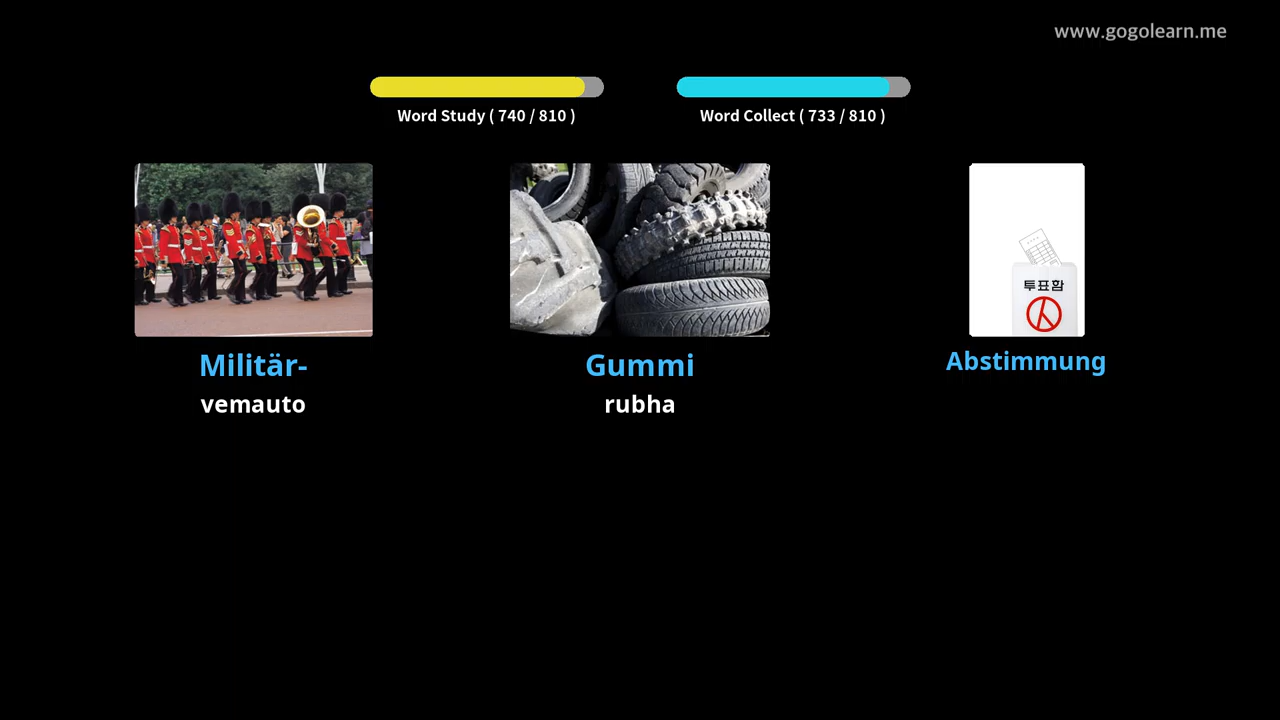 www.gogolearn.me
Word Study ( 740 / 810 )
Word Collect ( 733 / 810 )
투표함
Militär-
vemauto
Gummi
rubha
Abstimmung